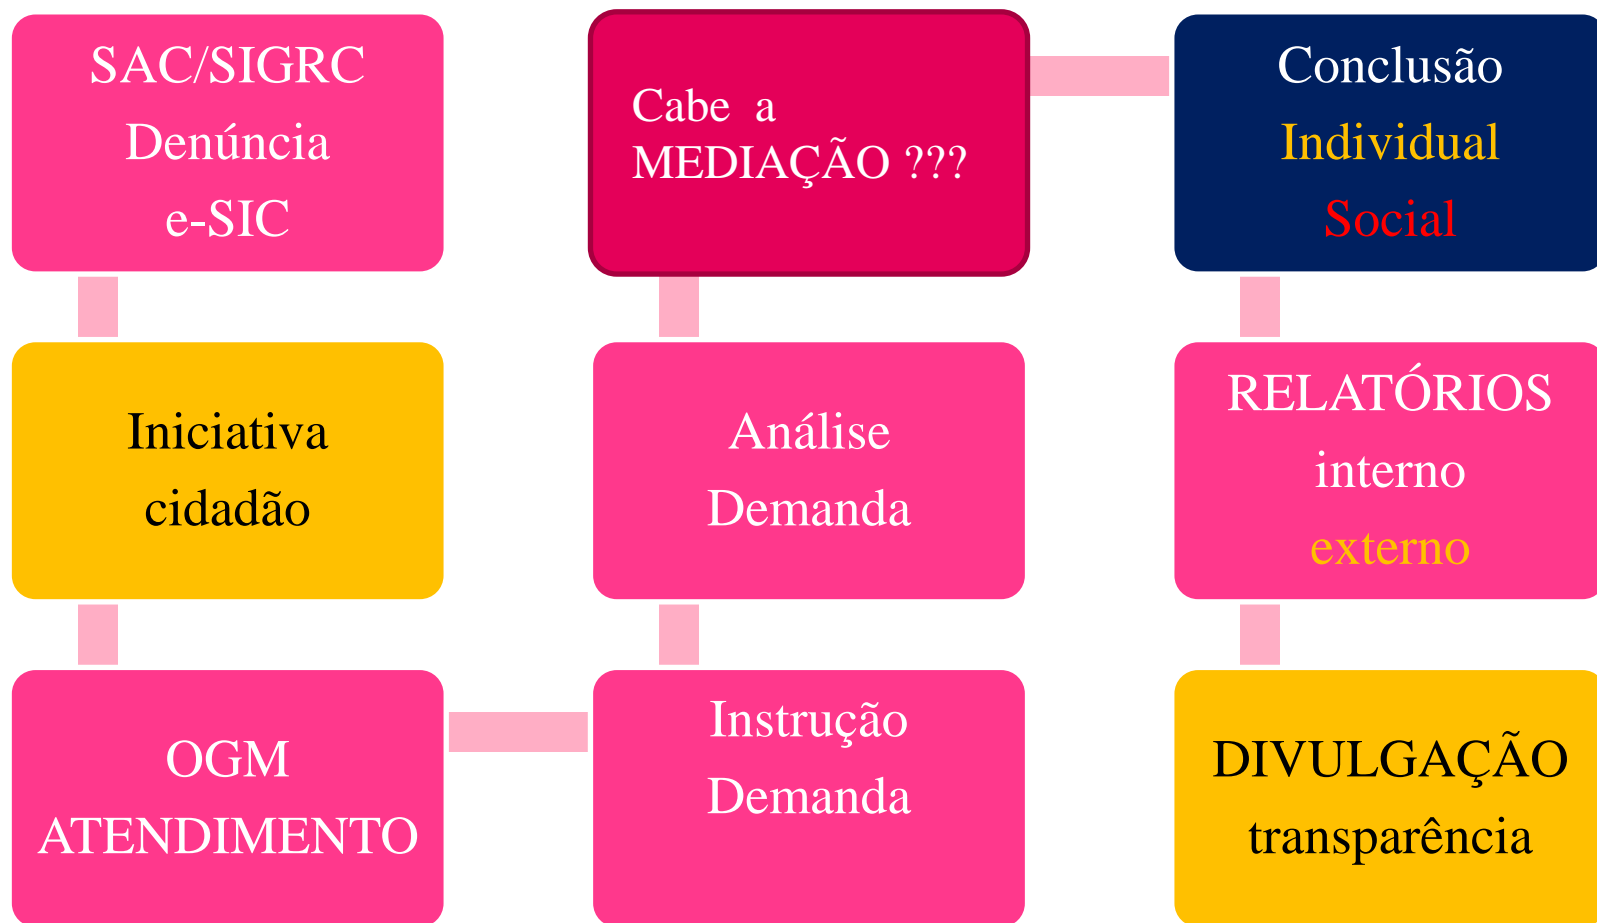 SAC/SIGRC
Denúncia
e-SIC
Iniciativa
cidadão
OGM
ATENDIMENTO
Instrução
Demanda
Análise
Demanda
Cabe a
MEDIAÇÃO ???
Conclusão
Individual
Social
RELATÓRIOS
interno
externo
DIVULGAÇÃO
transparência